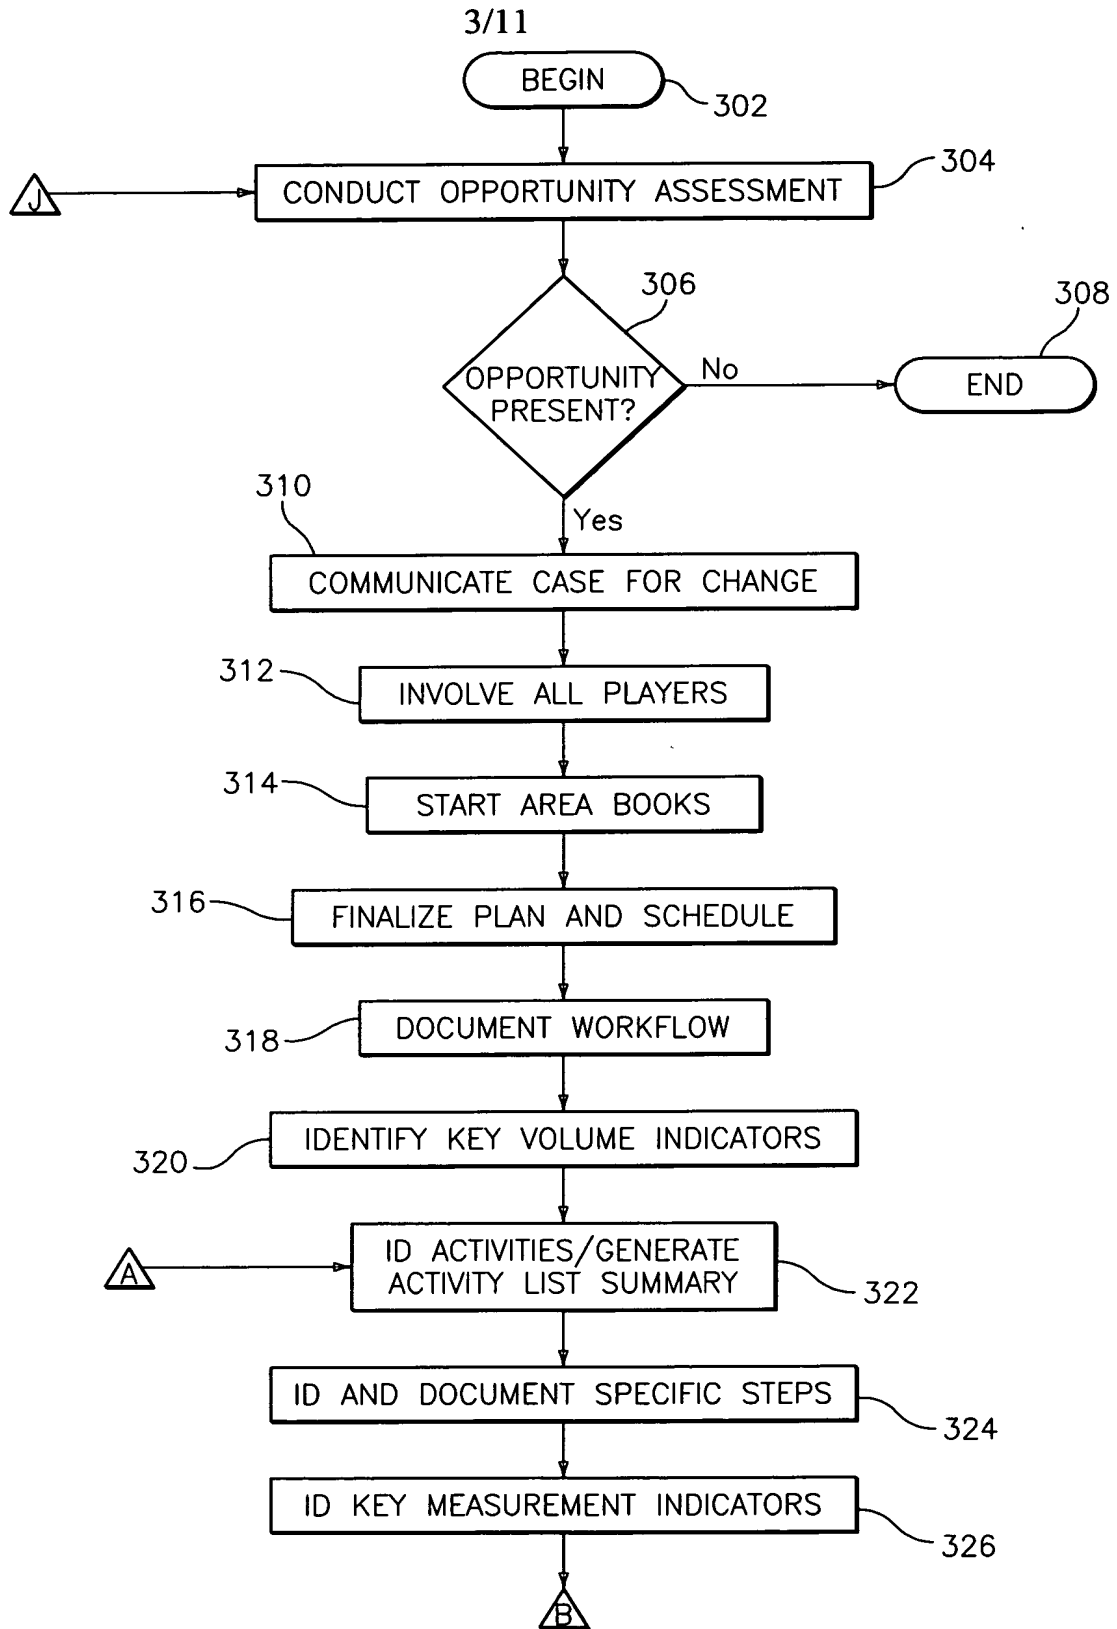 3/11
BEGIN
302
304
J
CONDUCT OPPORTUNITY ASSESSMENT
306
308
OPPORTUNITY
PRESENT?
No
END
310
Yes
COMMUNICATE CASE FOR CHANGE
312
INVOLVE ALL PLAYERS
314
START AREA BOOKS
316
FINALIZE PLAN AND SCHEDULE
318
DOCUMENT WORKFLOW
320
IDENTIFY KEY VOLUME INDICATORS
A
ID ACTIVITIES/GENERATE
ACTIVITY LIST SUMMARY
322
ID AND DOCUMENT SPECIFIC STEPS
324
ID KEY MEASUREMENT INDICATORS
326
B